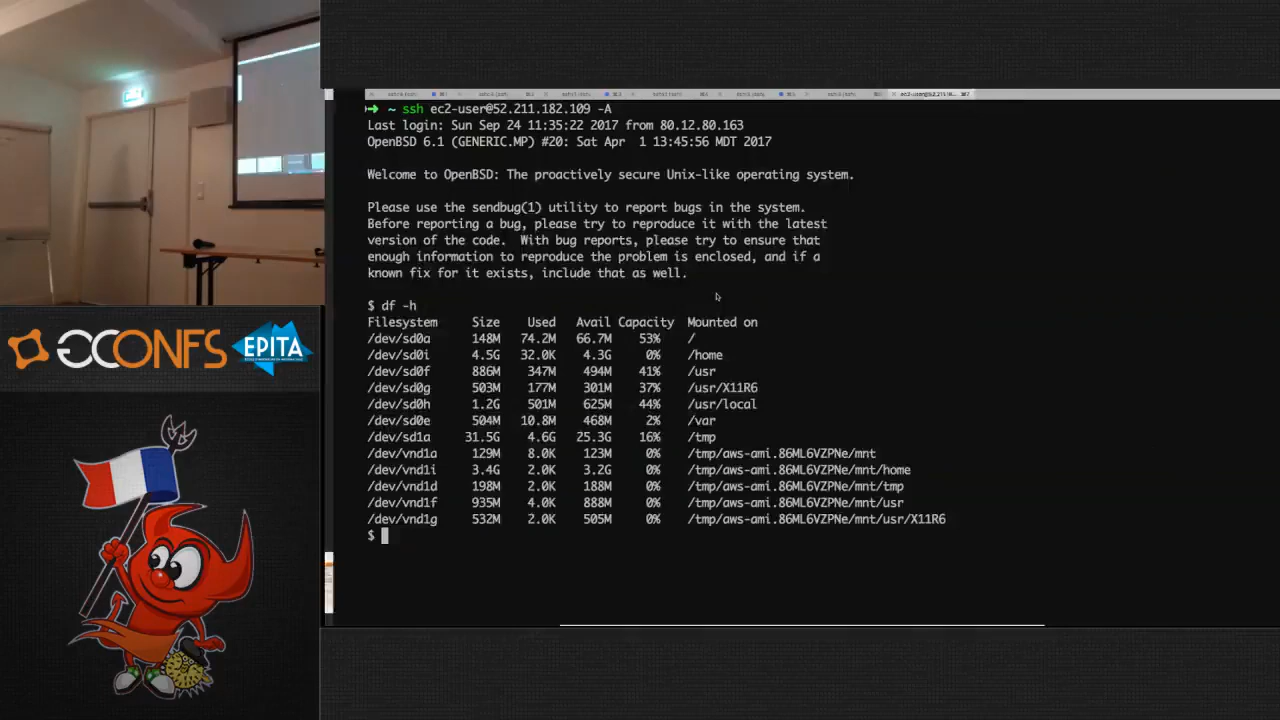 ➜ ~ ssh ec2-user@52.211.182.109 -A
Last login: Sun Sep 24 11:35:22 2017 from 80.12.80.163
OpenBSD 6.1 (GENERIC.MP) #20: Sat Apr  1 13:45:56 MDT 2017
Welcome to OpenBSD: The proactively secure Unix-like operating system.
Please use the sendbug(1) utility to report bugs in the system.
Before reporting a bug, please try to reproduce it with the latest
version of the code.  With bug reports, please try to ensure that
enough information to reproduce the problem is enclosed, and if a
known fix for it exists, include that as well.
$ df -h
Filesystem     Size    Used   Avail Capacity  Mounted on
/dev/sd0a      148M   74.2M   66.7M    53%    /
/dev/sd0i      4.5G   32.0K    4.3G     0%    /home
/dev/sd0f      886M    347M    494M    41%    /usr
/dev/sd0g      503M    177M    301M    37%    /usr/X11R6
/dev/sd0h      1.2G    501M    625M    44%    /usr/local
/dev/sd0e      504M   10.8M    468M     2%    /var
/dev/sd1a     31.5G    4.6G   25.3G    16%    /tmp
/dev/vnd1a     129M    8.0K    123M     0%    /tmp/aws-ami.86ML6VZPNe/mnt
/dev/vnd1i     3.4G    2.0K    3.2G     0%    /tmp/aws-ami.86ML6VZPNe/mnt/home
/dev/vnd1d     198M    2.0K    188M     0%    /tmp/aws-ami.86ML6VZPNe/mnt/tmp
/dev/vnd1f     935M    4.0K    888M     0%    /tmp/aws-ami.86ML6VZPNe/mnt/usr
/dev/vnd1g     532M    2.0K    505M     0%    /tmp/aws-ami.86ML6VZPNe/mnt/usr/X11R6
$
GCONFS
EPITA